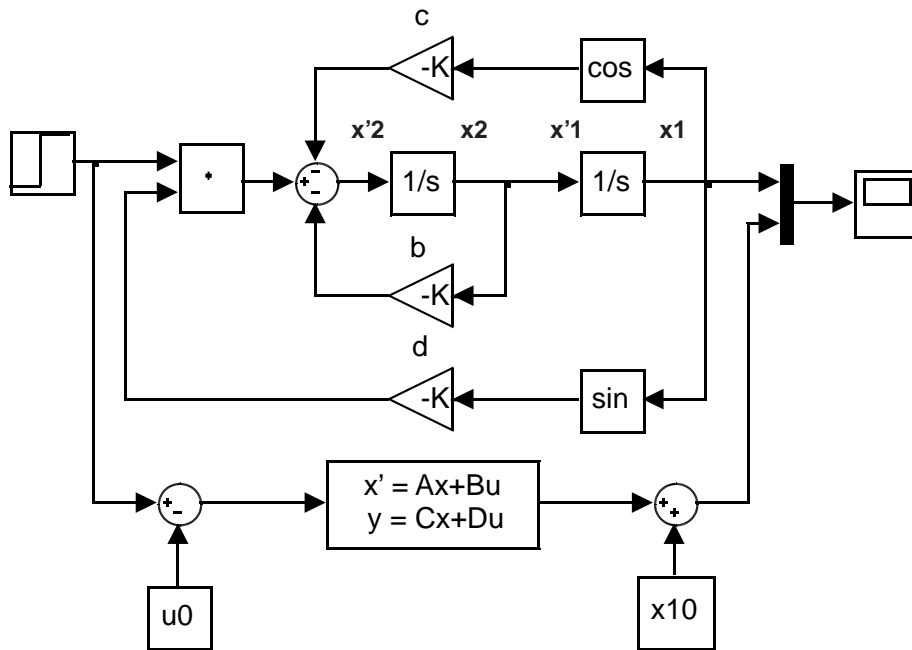 c
-K
cos
x'2
x2
x'1
x1
1/s
1/s
b
-K
d
-K
sin
x' = Ax+Bu
y = Cx+Du
u0
x10